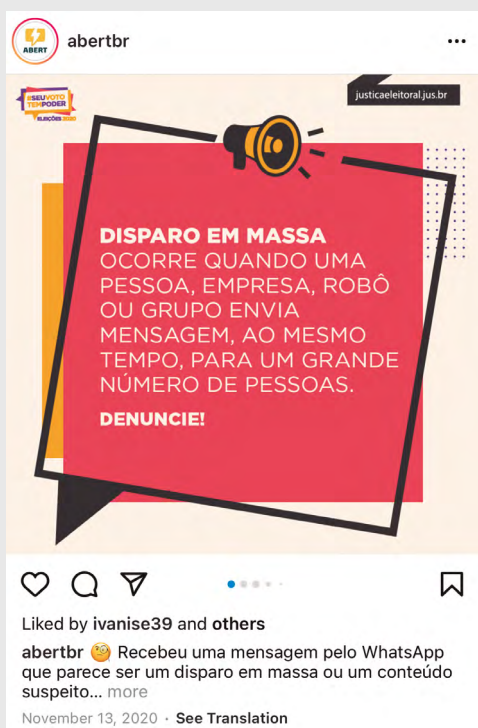 ABERT
abertbr
#SEUVOTO
TEMPODER
ELEIÇÕES 2020
justicaeleitoral.jus.br
DISPARO EM MASSA
OCORRE QUANDO UMA
PESSOA, EMPRESA, ROBÔ
OU GRUPO ENVIA
MENSAGEM, AO MESMO
TEMPO, PARA UM GRANDE
NÚMERO DE PESSOAS.
DENUNCIE!
Liked by ivanise39 and others
abertbr 🧐 Recebeu uma mensagem pelo WhatsApp
que parece ser um disparo em massa ou um conteúdo
suspeito... more
November 13, 2020 · See Translation